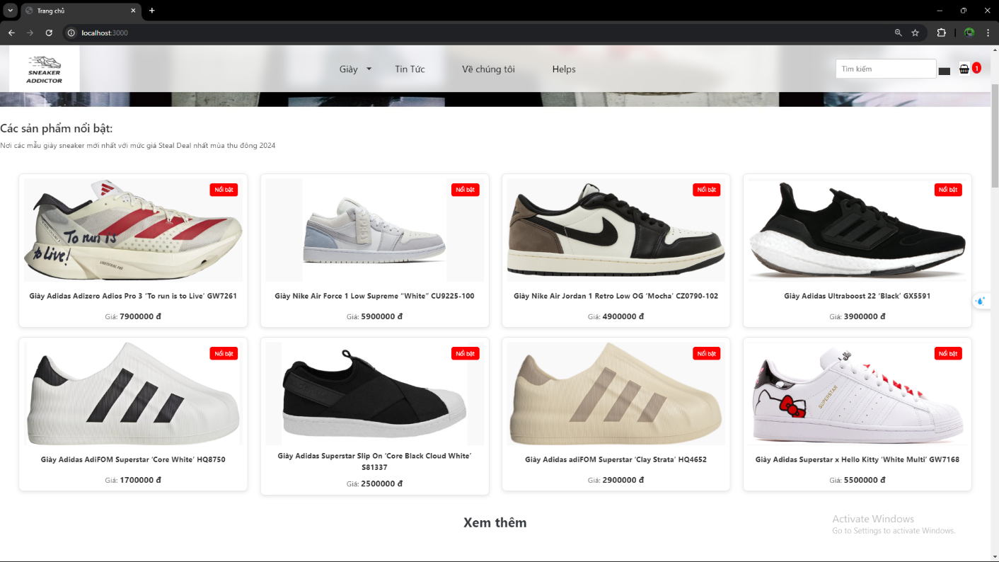 Trang chủ
localhost:3000
SNEAKER
ADDICTOR
Giày
Tin Tức
Về chúng tôi
Helps
Tìm kiếm
1
Các sản phẩm nổi bật:
Nơi các mẫu giày sneaker mới nhất với mức giá Steal Deal nhất mùa thu đông 2024
Nổi bật
Nổi bật
Nổi bật
Nổi bật
To run is
to live!
LIGHTSTRIKE PRO
Giày Adidas Adizero Adios Pro 3 ‘To run is to Live’ GW7261
Giá: 7900000 đ
Giày Nike Air Force 1 Low Supreme “White” CU9225-100
Giá: 5900000 đ
Giày Nike Air Jordan 1 Retro Low OG ‘Mocha’ CZ0790-102
Giá: 4900000 đ
Giày Adidas Ultraboost 22 ‘Black’ GX5591
Giá: 3900000 đ
Nổi bật
Nổi bật
Nổi bật
Nổi bật
SUPERSTAR
Giày Adidas AdiFOM Superstar ‘Core White’ HQ8750
Giá: 1700000 đ
Giày Adidas Superstar Slip On ‘Core Black Cloud White’
S81337
Giá: 2500000 đ
Giày Adidas adiFOM Superstar ‘Clay Strata’ HQ4652
Giá: 2900000 đ
Giày Adidas Superstar x Hello Kitty ‘White Multi’ GW7168
Giá: 5500000 đ
Xem thêm
Activate Windows
Go to Settings to activate Windows.